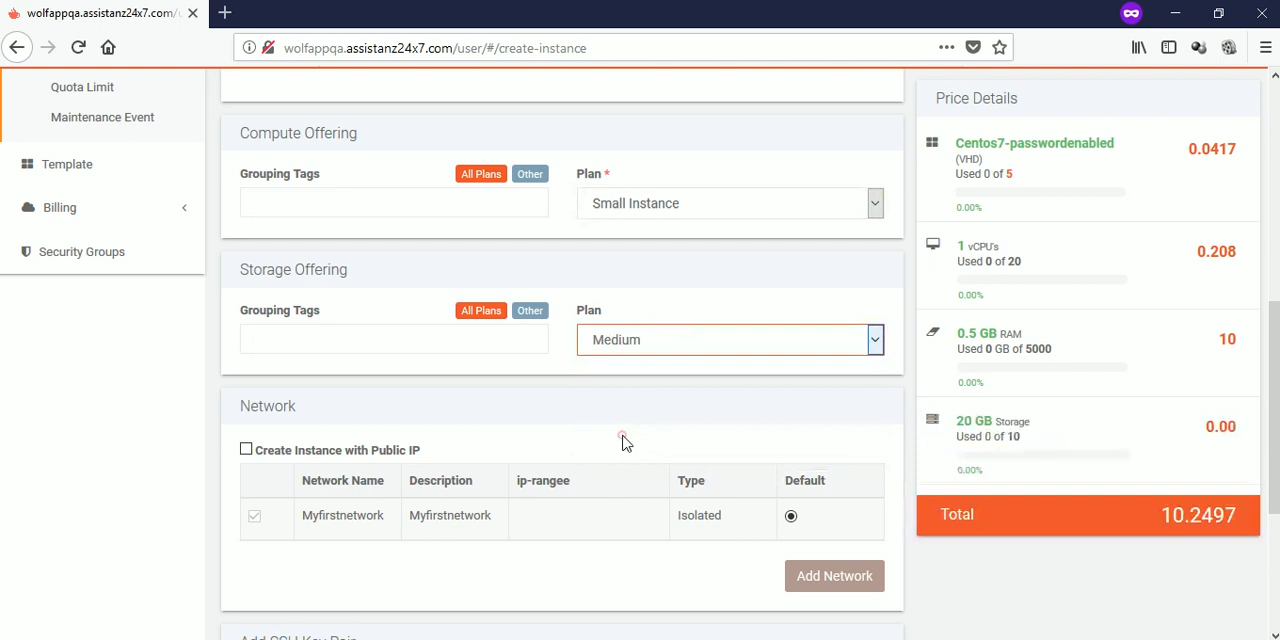 wolfappqa.assistanz24x7.com/u
wolfappqa.assistanz24x7.com/user/#/create-instance
Quota Limit
Maintenance Event
Template
Billing
Security Groups
Compute Offering
Grouping Tags
All Plans
Other
Plan *
Small Instance
Storage Offering
Grouping Tags
All Plans
Other
Plan
Medium
Network
Create Instance with Public IP
Network Name Description ip-rangee Type Default
Myfirstnetwork Myfirstnetwork Isolated
Add Network
Add SSH Key Pair
Price Details
Centos7-passwordenabled
0.0417
(VHD)
Used 0 of 5
0.00%
1 vCPU's
0.208
Used 0 of 20
0.00%
0.5 GB RAM
10
Used 0 GB of 5000
0.00%
20 GB Storage
0.00
Used 0 of 10
0.00%
Total 10.2497